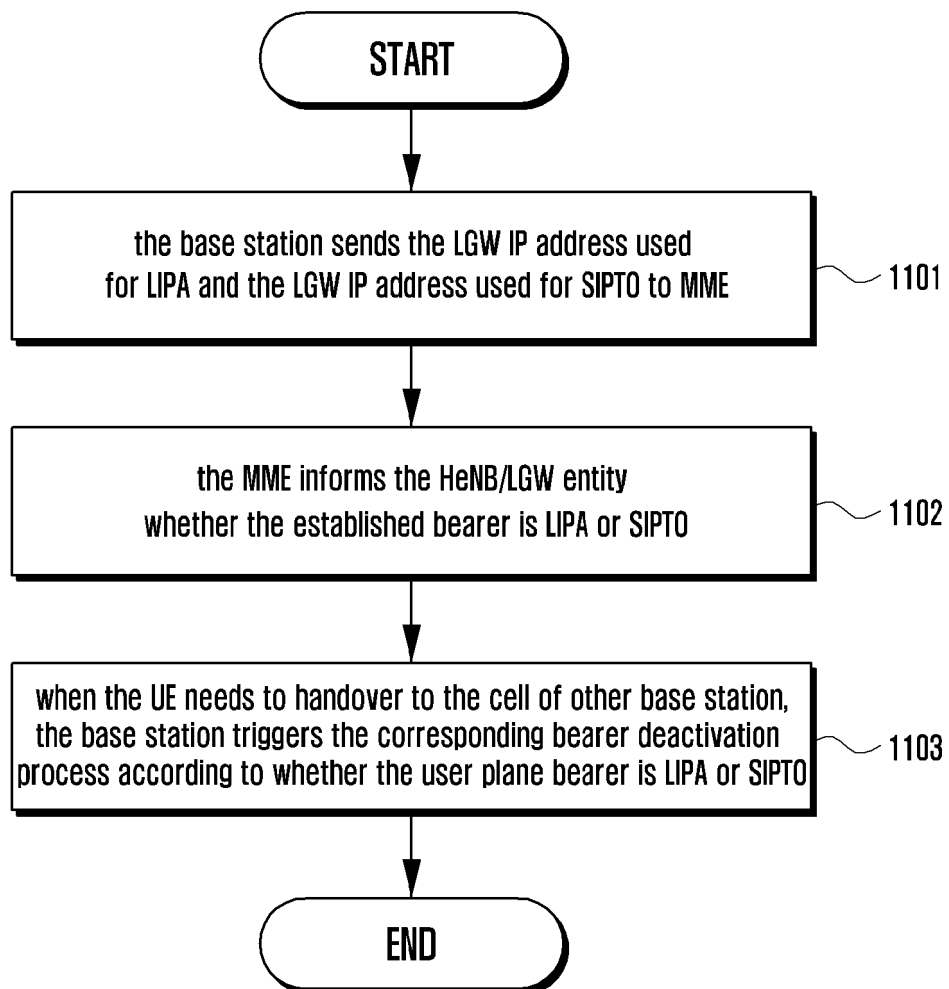 START
the base station sends the LGW IP address used
for LIPA and the LGW IP address used for SIPTO to MME
1101
the MME informs the HeNB/LGW entity
whether the established bearer is LIPA or SIPTO
1102
when the UE needs to handover to the cell of other base station,
the base station triggers the corresponding bearer deactivation
process according to whether the user plane bearer is LIPA or SIPTO
1103
END